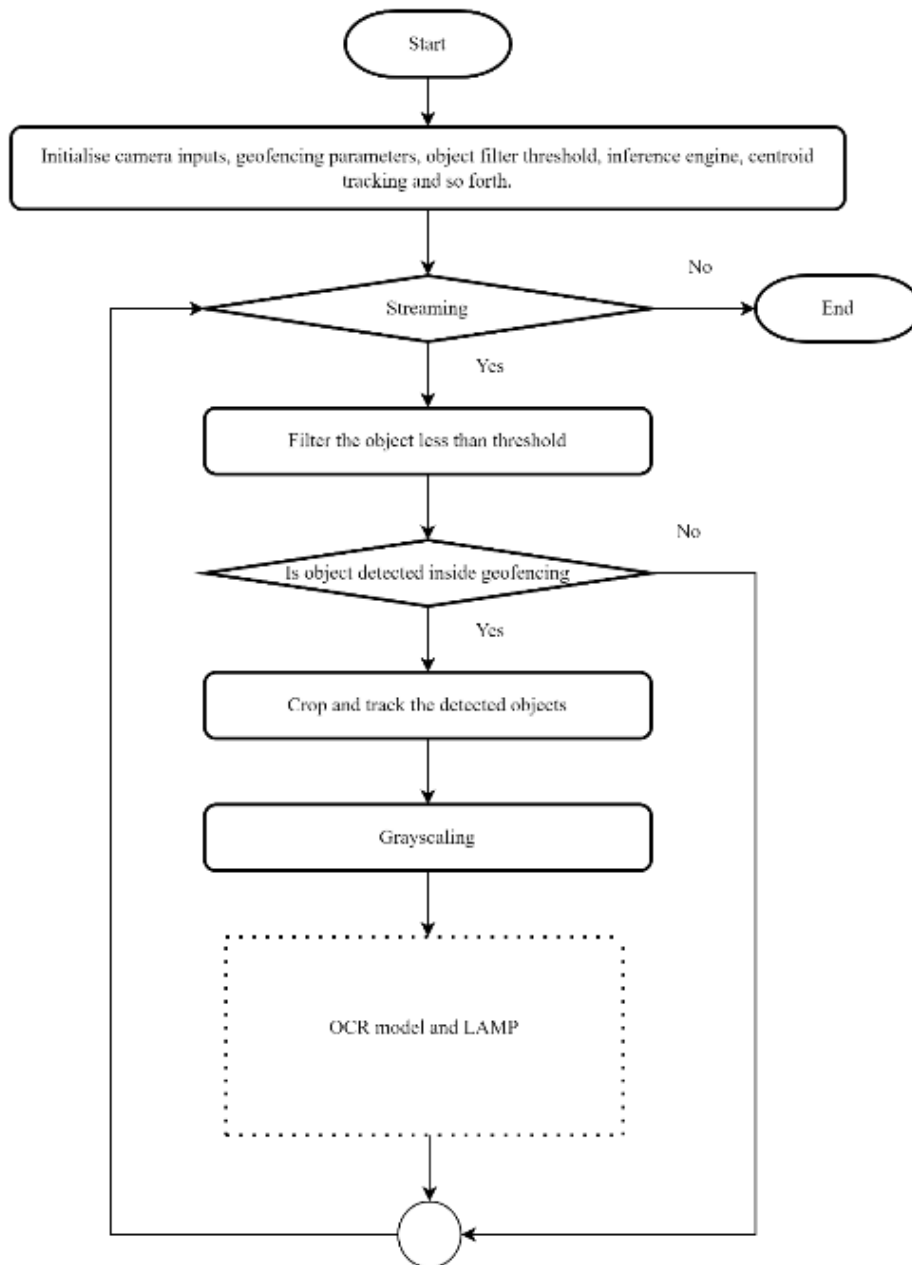 Start
Initialise camera inputs, geofencing parameters, object filter threshold, inference engine, centroid
tracking and so forth.
No
Streaming
End
Yes
Filter the object less than threshold
No
Is object detected inside geofencing
Yes
Crop and track the detected objects
Grayscaling
OCR model and LAMP